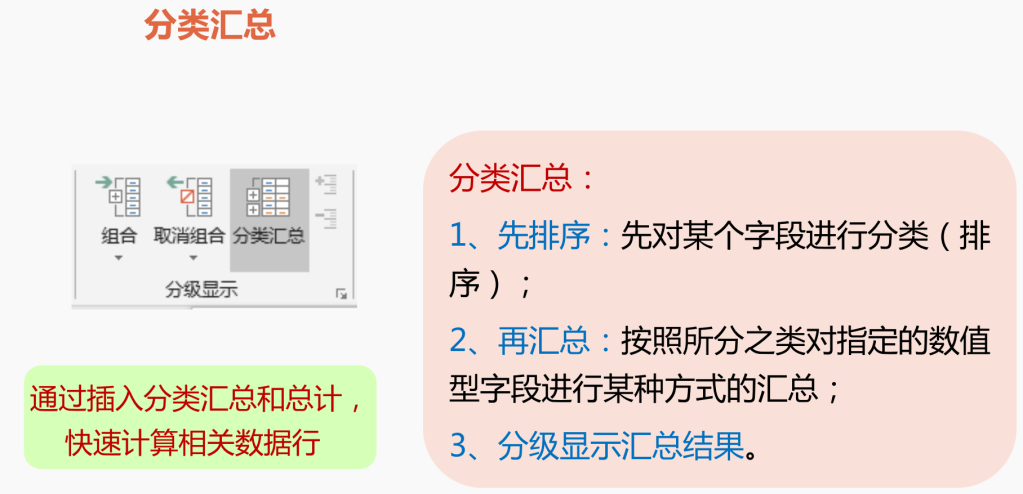 分类汇总
组合
取消组合
分类汇总
分级显示
通过插入分类汇总和总计，
快速计算相关数据行
分类汇总：
1、先排序：先对某个字段进行分类（排
序）；
2、再汇总：按照所分之类对指定的数值
型字段进行某种方式的汇总；
3、分级显示汇总结果。